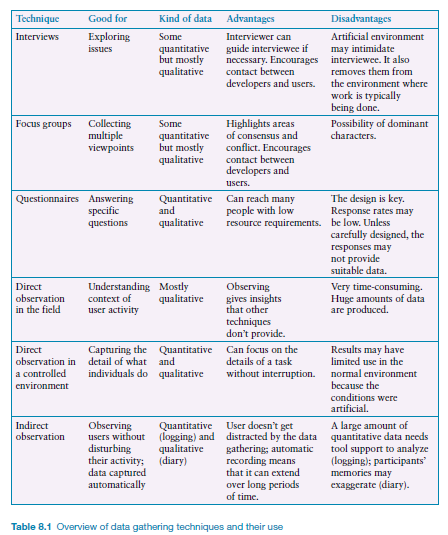 Technique Good for Kind of data Advantages Disadvantages
Interviews Exploring Some Interviewer can Artificial environment
issues quantitative guide interviewee if may intimidate
but mostly necessary. Encourages interviewee. It also
qualitative contact between removes them from
developers and users. the environment where
work is typically
being done.
Focus groups Collecting Some Highlights areas Possibility of dominant
multiple quantitative of consensus and characters.
viewpoints but mostly conflict. Encourages
qualitative contact between
developers and
users.
Questionnaires Answering Quantitative Can reach many The design is key.
specific and people with low Response rates may
questions qualitative resource requirements. be low. Unless
carefully designed, the
responses may
not provide
suitable data.
Direct Understanding Mostly Observing Very time-consuming.
observation context of qualitative gives insights Huge amounts of data
in the field user activity that other are produced.
techniques
don't provide.
Direct Capturing the Quantitative Can focus on the Results may have
observation in detail of what and details of a task limited use in the
a controlled individuals do qualitative without interruption. normal environment
environment because the
conditions were
artificial.
Indirect Observing Quantitative User doesn't get A large amount of
observation users without (logging) and distracted by the data quantitative data needs
disturbing qualitative gathering; automatic tool support to analyze
their activity; (diary) recording means (logging); participants'
data captured that it can extend memories may
automatically over long periods exaggerate (diary).
of time.
Table 8.1 Overview of data gathering techniques and their use